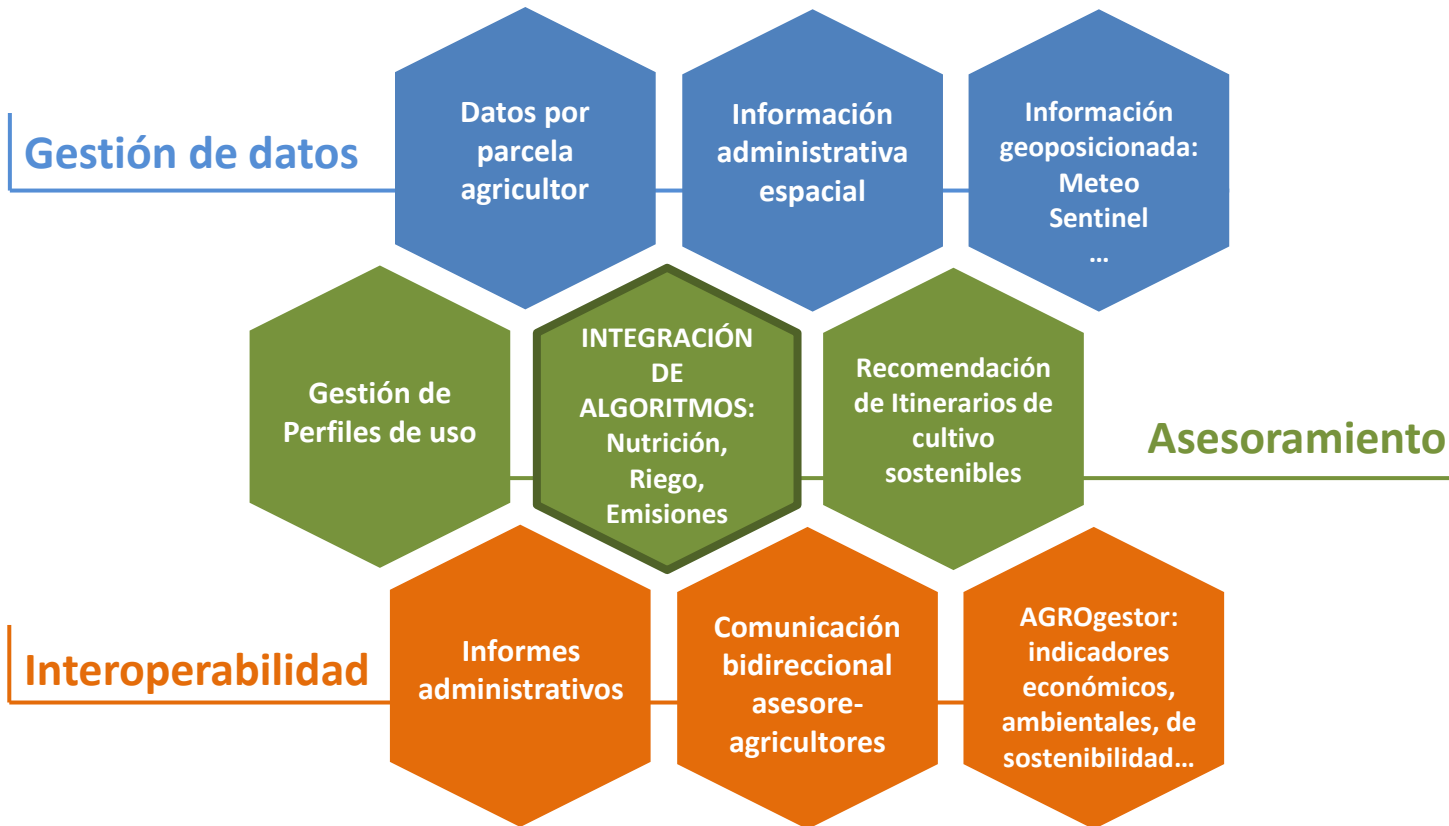 Gestión de datos
Datos por
parcela
agricultor
Información
administrativa
espacial
Información
geoposicionada:
Meteo
Sentinel
...
Gestión de
Perfiles de uso
INTEGRACIÓN
DE
ALGORITMOS:
Nutrición,
Riego,
Emisiones
Recomendación
de Itinerarios de
cultivo
sostenibles
Asesoramiento
Interoperabilidad
Informes
administrativos
Comunicación
bidireccional
asesore-
agricultores
AGROgestor:
indicadores
económicos,
ambientales, de
sostenibilidad...